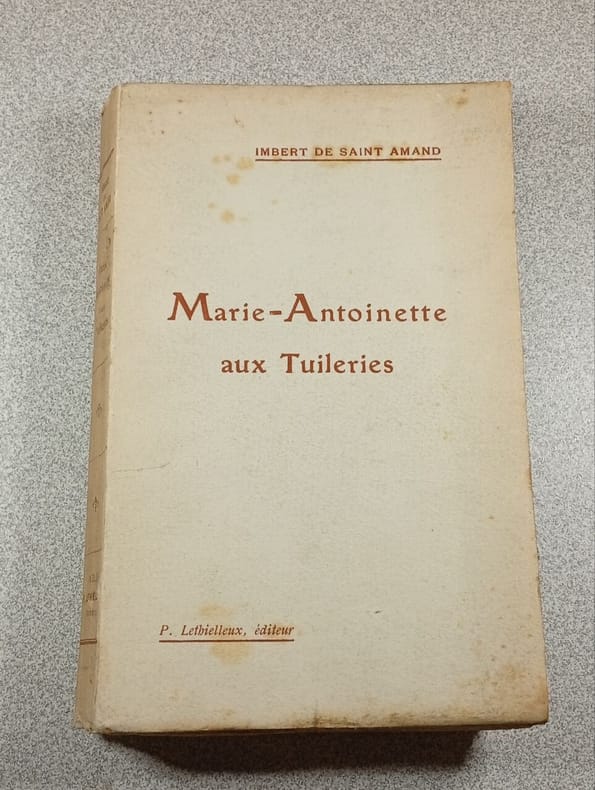 IMBERT DE SAINT AMAND
Marie-Antoinette
aux Tuileries
P. Lethielleux, éditeur